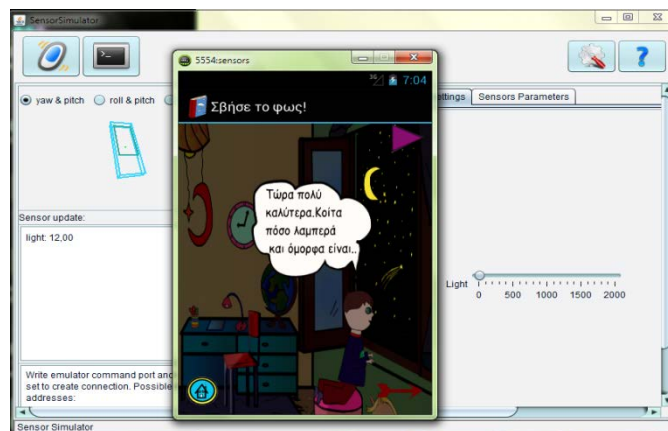 SensorSimulator
5554:sensors
3G 7:04
Σβήσε το φως!
yaw & pitch roll & pitch
ettings Sensors Parameters
Τώρα πολύ
καλύτερα.Κοίτα
πόσο λαμπερά
και όμορφα είναι..
Sensor update:
light: 12,00
Light
0 500 1000 1500 2000
Write emulator command port and
set to create connection. Possible
addresses:
Sensor Simulator